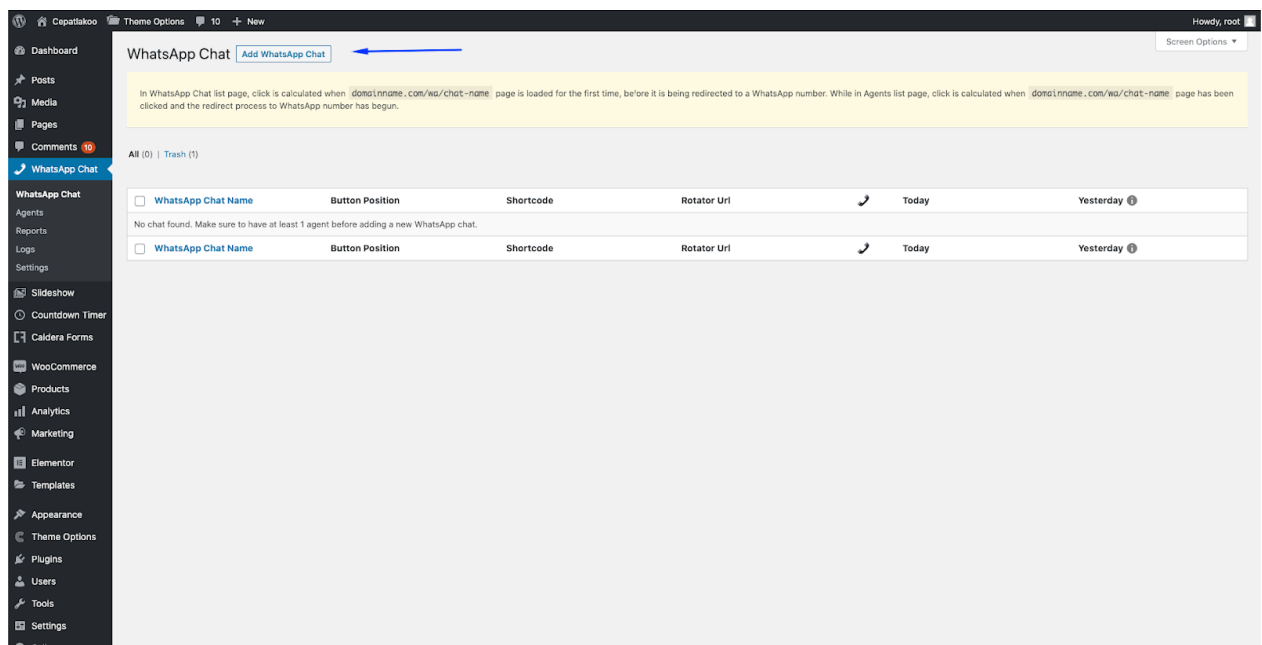 Cepatlakoo Theme Options 10 + New Howdy, root
Screen Options ▼
Dashboard
Posts
Media
Pages
Comments 10
WhatsApp Chat
WhatsApp Chat
Agents
Reports
Logs
Settings
Slideshow
Countdown Timer
Caldera Forms
WooCommerce
Products
Analytics
Marketing
Elementor
Templates
Appearance
Theme Options
Plugins
Users
Tools
Settings
WhatsApp Chat Add WhatsApp Chat
In WhatsApp Chat list page, click is calculated when domainname.com/wa/chat-name page is loaded for the first time, before it is being redirected to a WhatsApp number. While in Agents list page, click is calculated when domainname.com/wa/chat-name page has been
clicked and the redirect process to WhatsApp number has begun.
All (0) | Trash (1)
WhatsApp Chat Name Button Position Shortcode Rotator Url Today Yesterday
No chat found. Make sure to have at least 1 agent before adding a new WhatsApp chat.
WhatsApp Chat Name Button Position Shortcode Rotator Url Today Yesterday